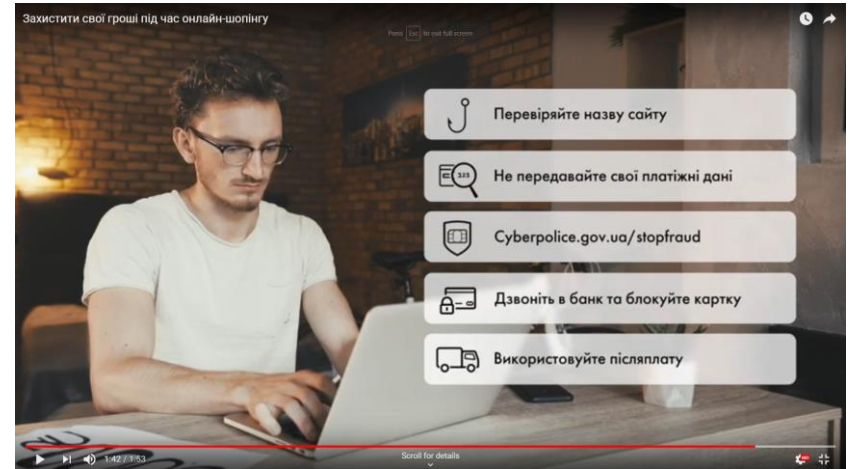 Захистити свої гроші під час онлайн-шопінгу
Press Esc to exit full screen
Перевіряйте назву сайту
123
Не передавайте свої платіжні дані
Cyberpolice.gov.ua/stopfraud
Дзвоніть в банк та блокуйте картку
Використовуйте післяплату
1:42 / 1:53
Scroll for details